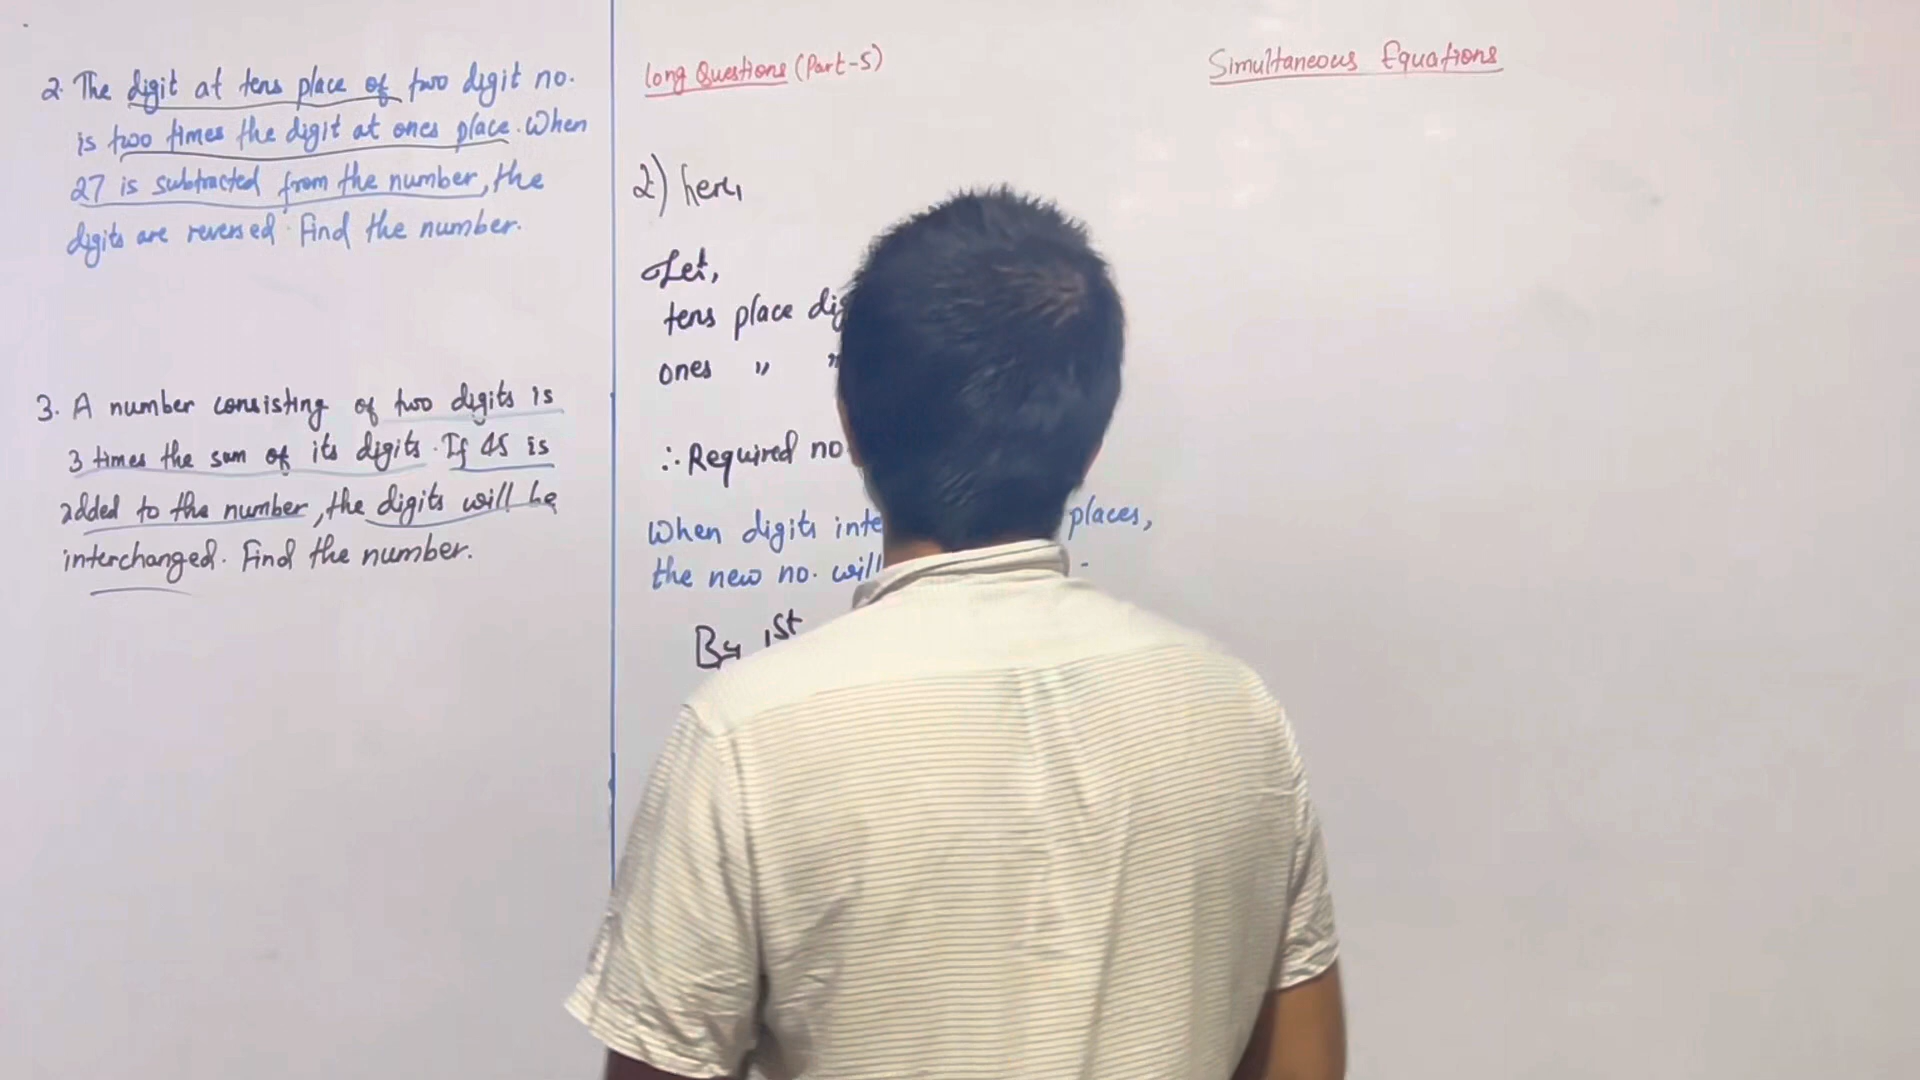 2. The digit at tens place of two digit no.
is two times the digit at ones place. When
27 is subtracted from the number, the
digits are reversed. Find the number.
3. A number consisting of two digits is
3 times the sum of its digits. If 45 is
added to the number, the digits will be
interchanged. Find the number.
Long Questions (Part-5)
Simultaneous Equations
2) here,
Let,
tens place
ones " "
∴ Required no
When digits places,
the new no. will
By 1st